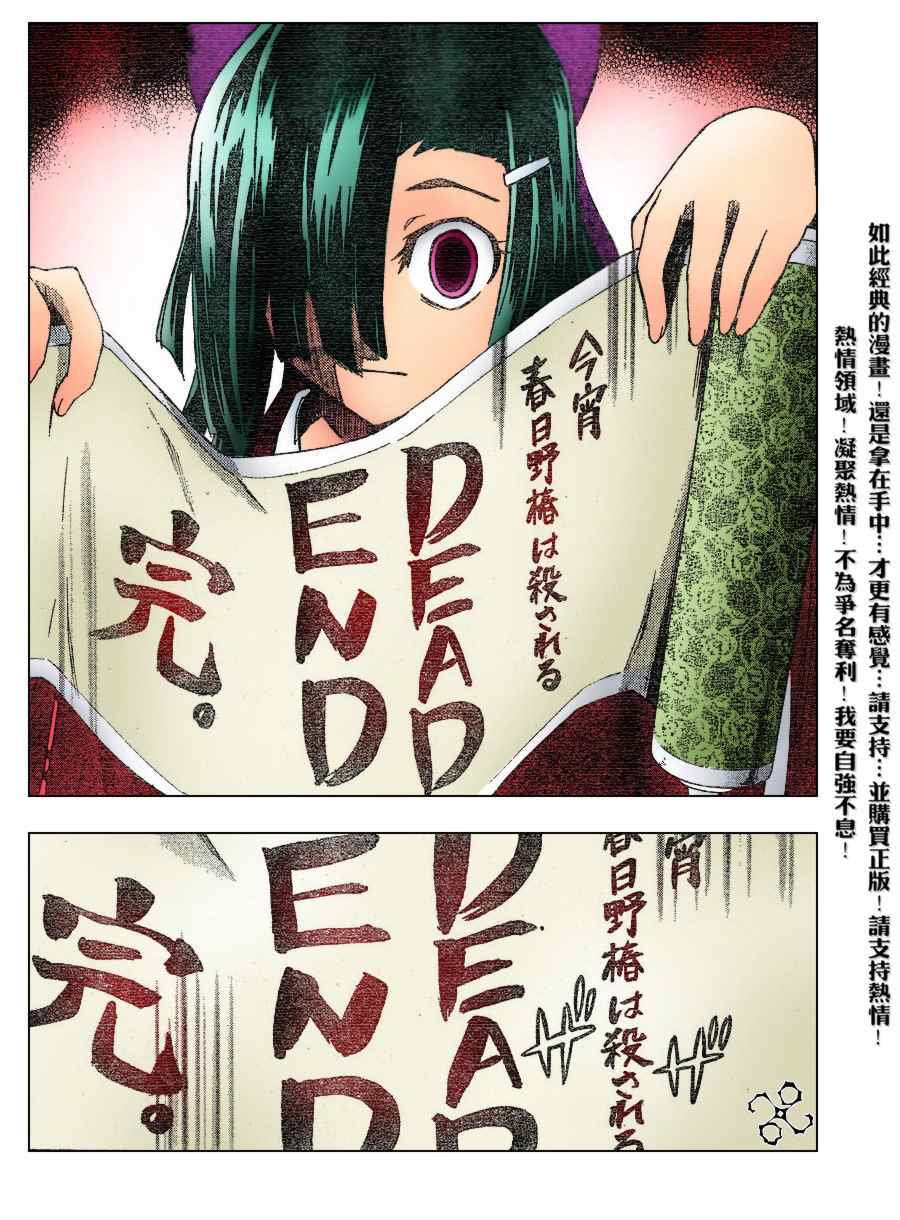 今宵
春日野椿は殺される
DEAD
END
完。
宵
春日野椿は殺される
DEAD
END
完。
ザ
ザ
如此經典的漫畫！還是拿在手中…才更有感覺…請支持…並購買正版！請支持熱情！
熱情領域！凝聚熱情！不為爭名奪利！我要自強不息！